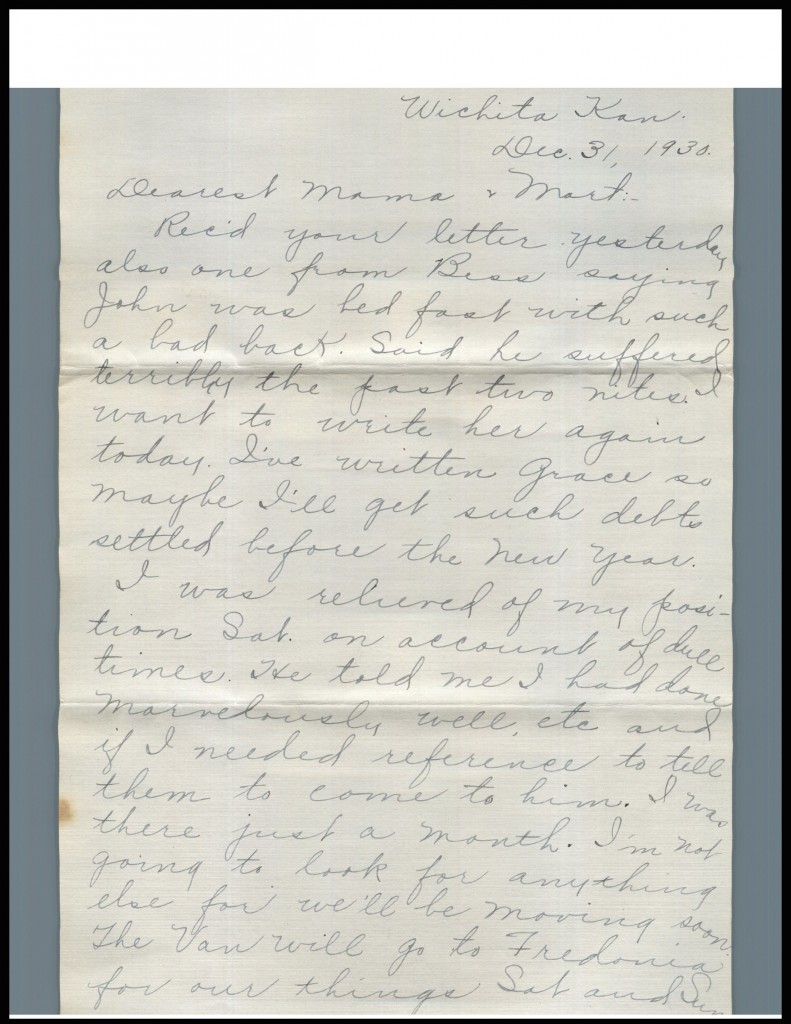 Wichita Kan.
Dec. 31, 1930.
Dearest Mama & Mart:-
Rec'd your letter yesterday
also one from Bess saying
John was bed fast with such
a bad back. Said he suffered
terribly the past two nites. I
want to write her again
today. I've written Grace so
maybe I'll get such debts
settled before the New Year.
I was relieved of my posi-
tion Sat. on account of dull
times. He told me I had done
marvelously well, etc and
if I needed reference to tell
them to come to him. I was
there just a month. I'm not
going to look for anything
else for we'll be moving soon.
The Van will go to Fredonia
for our things Sat and Sun